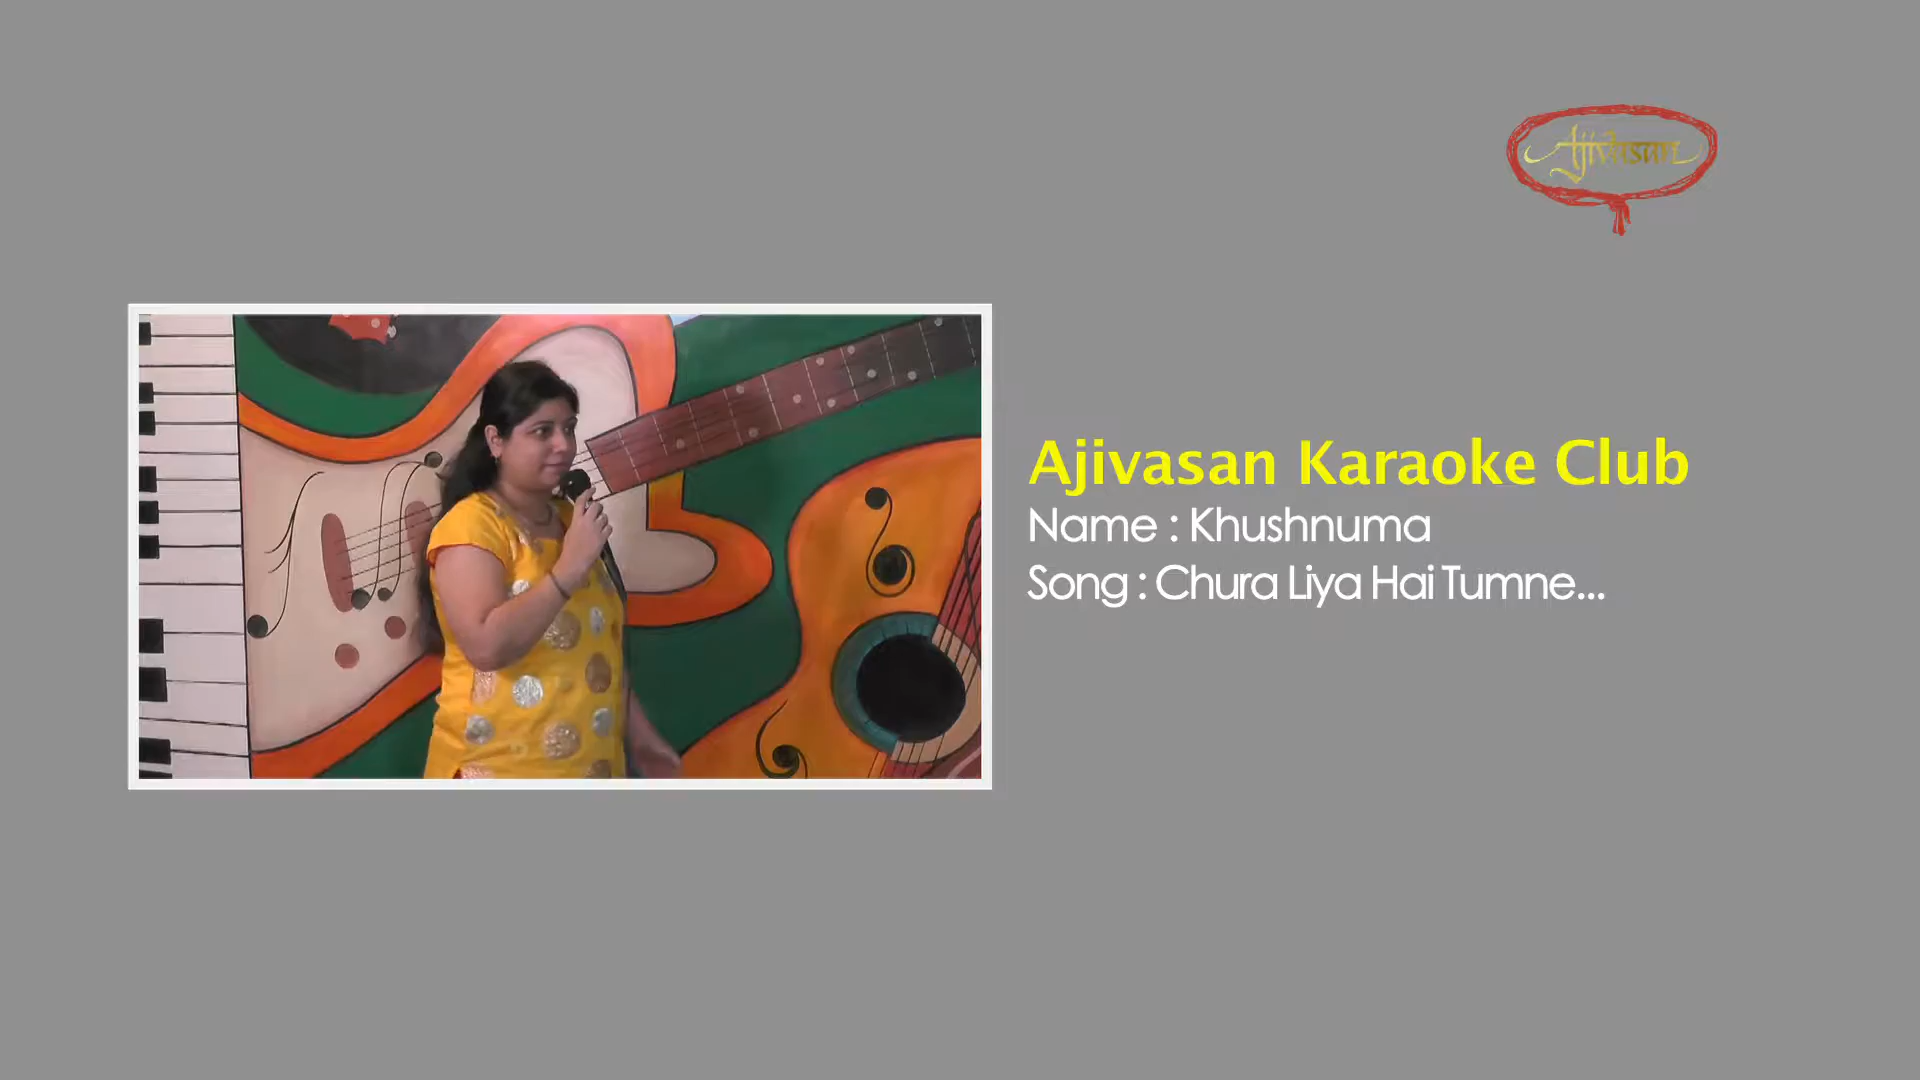 Ajivasan
Ajivasan Karaoke Club
Name : Khushnuma
Song : Chura Liya Hai Tumne...